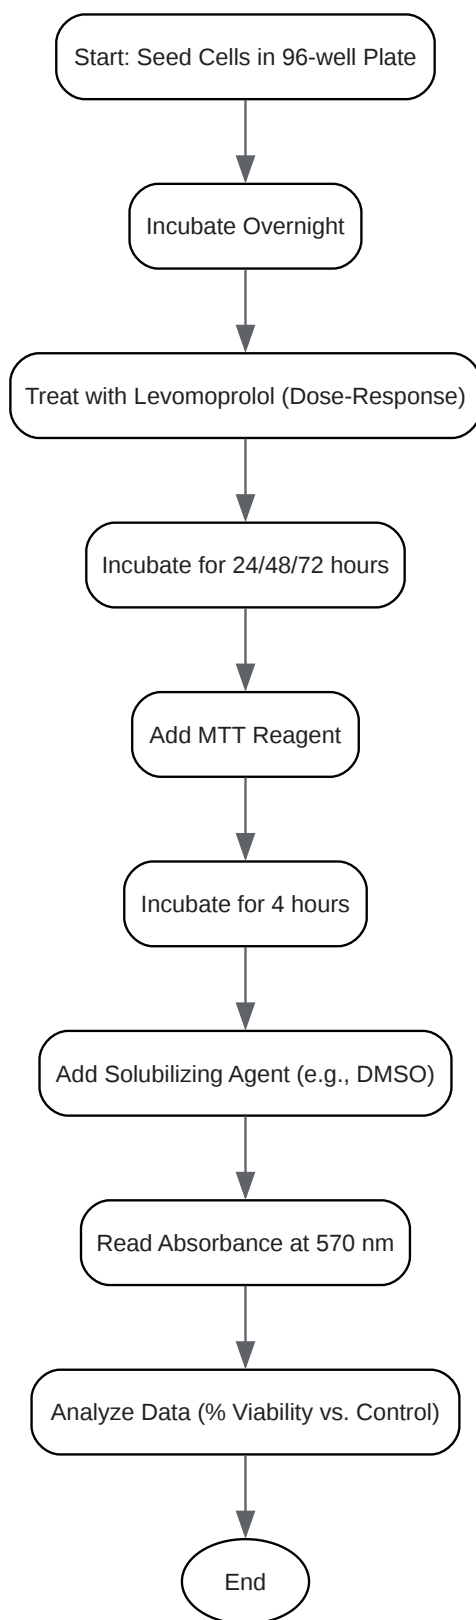 Start: Seed Cells in 96-well Plate
Incubate Overnight
Treat with Levomoprolol (Dose-Response)
Incubate for 24/48/72 hours
Add MTT Reagent
Incubate for 4 hours
Add Solubilizing Agent (e.g., DMSO)
Read Absorbance at 570 nm
Analyze Data (% Viability vs. Control)
End